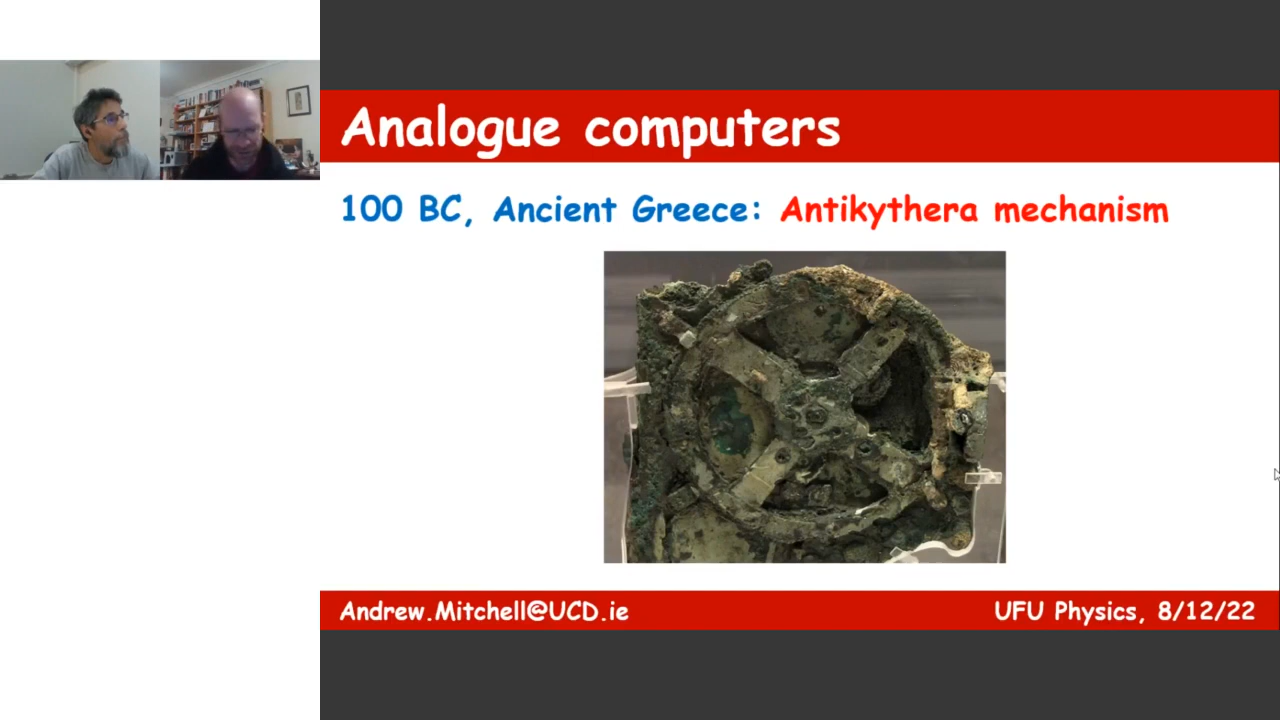 Analogue computers
100 BC, Ancient Greece: Antikythera mechanism
Andrew.Mitchell@UCD.ie
UFU Physics, 8/12/22